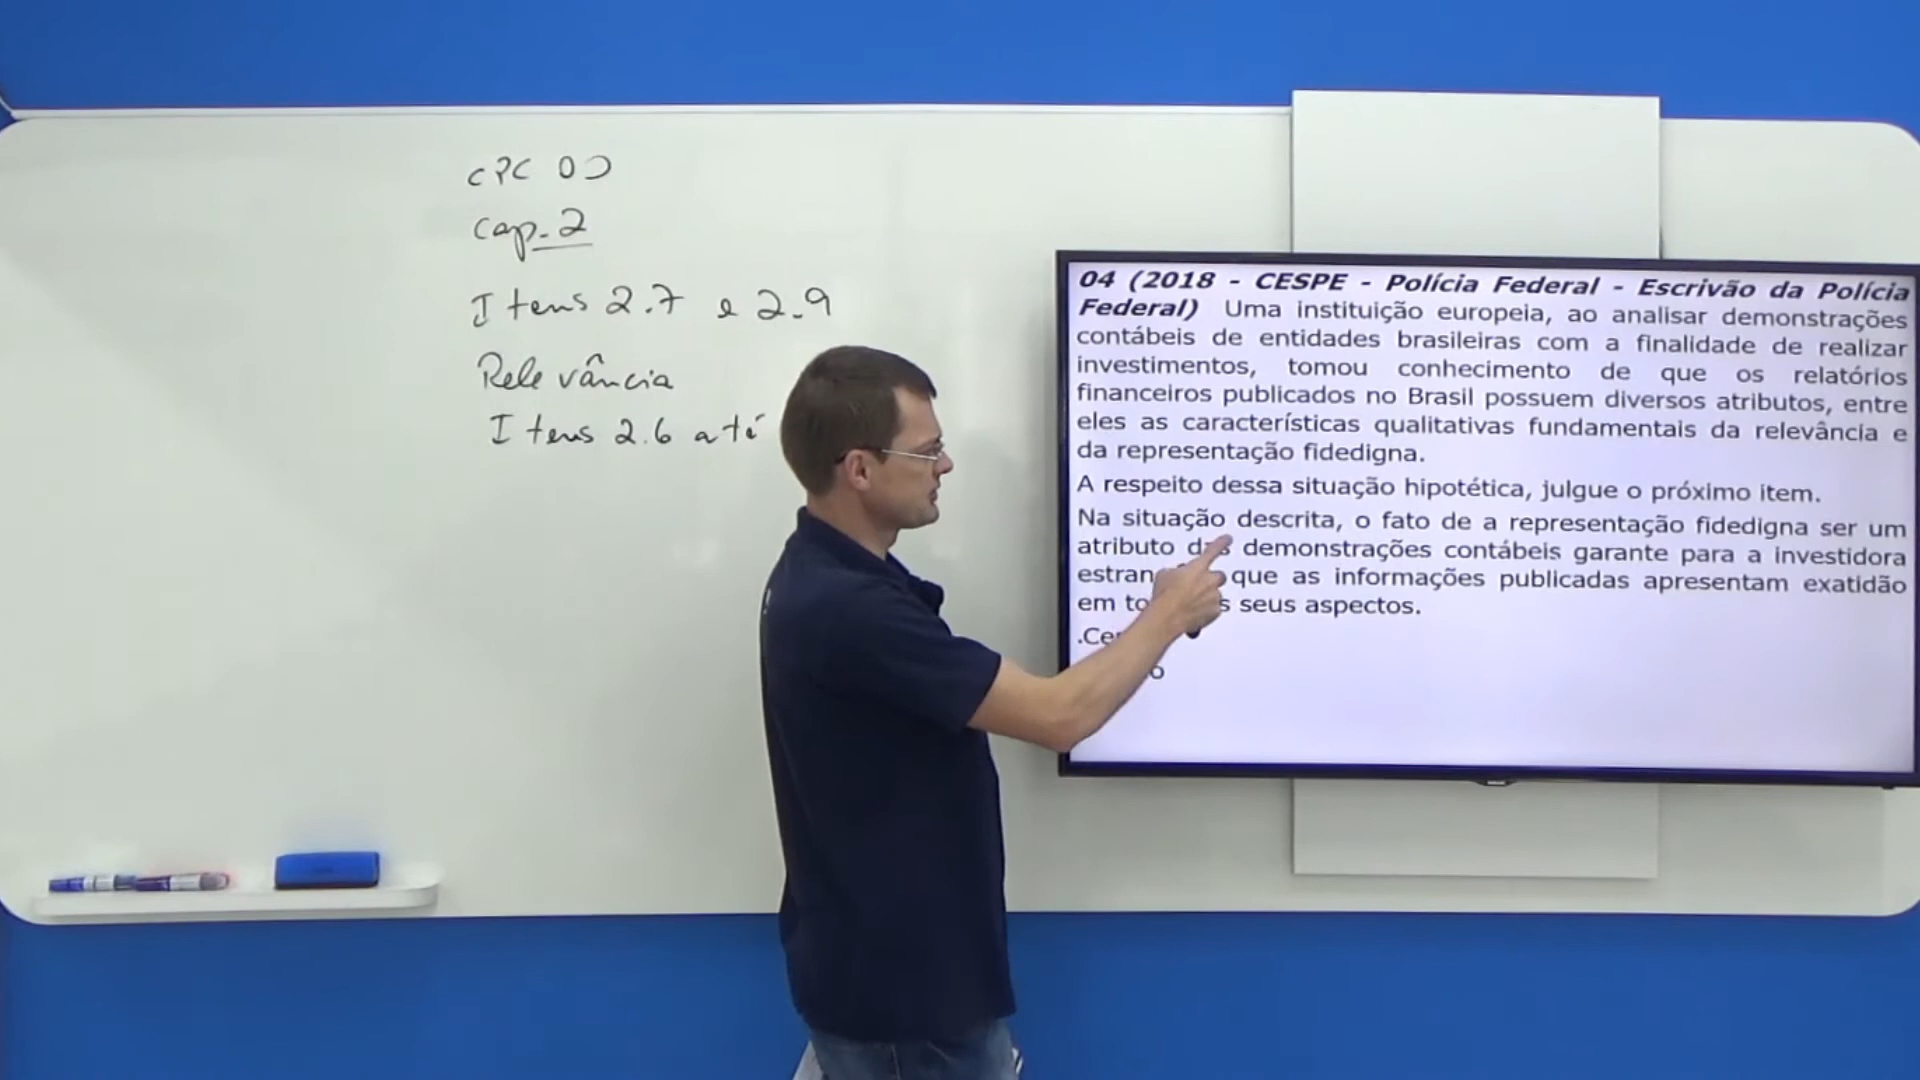 CPC 00
Cap. 2
Itens 2.7 e 2.9
Relevância
Itens 2.6 até
04 (2018 - CESPE - Polícia Federal - Escrivão da Polícia
Federal) Uma instituição europeia, ao analisar demonstrações
contábeis de entidades brasileiras com a finalidade de realizar
investimentos, tomou conhecimento de que os relatórios
financeiros publicados no Brasil possuem diversos atributos, entre
eles as características qualitativas fundamentais da relevância e
da representação fidedigna.
A respeito dessa situação hipotética, julgue o próximo item.
Na situação descrita, o fato de a representação fidedigna ser um
atributo das demonstrações contábeis garante para a investidora
que as informações publicadas apresentam exatidão
em seus aspectos.